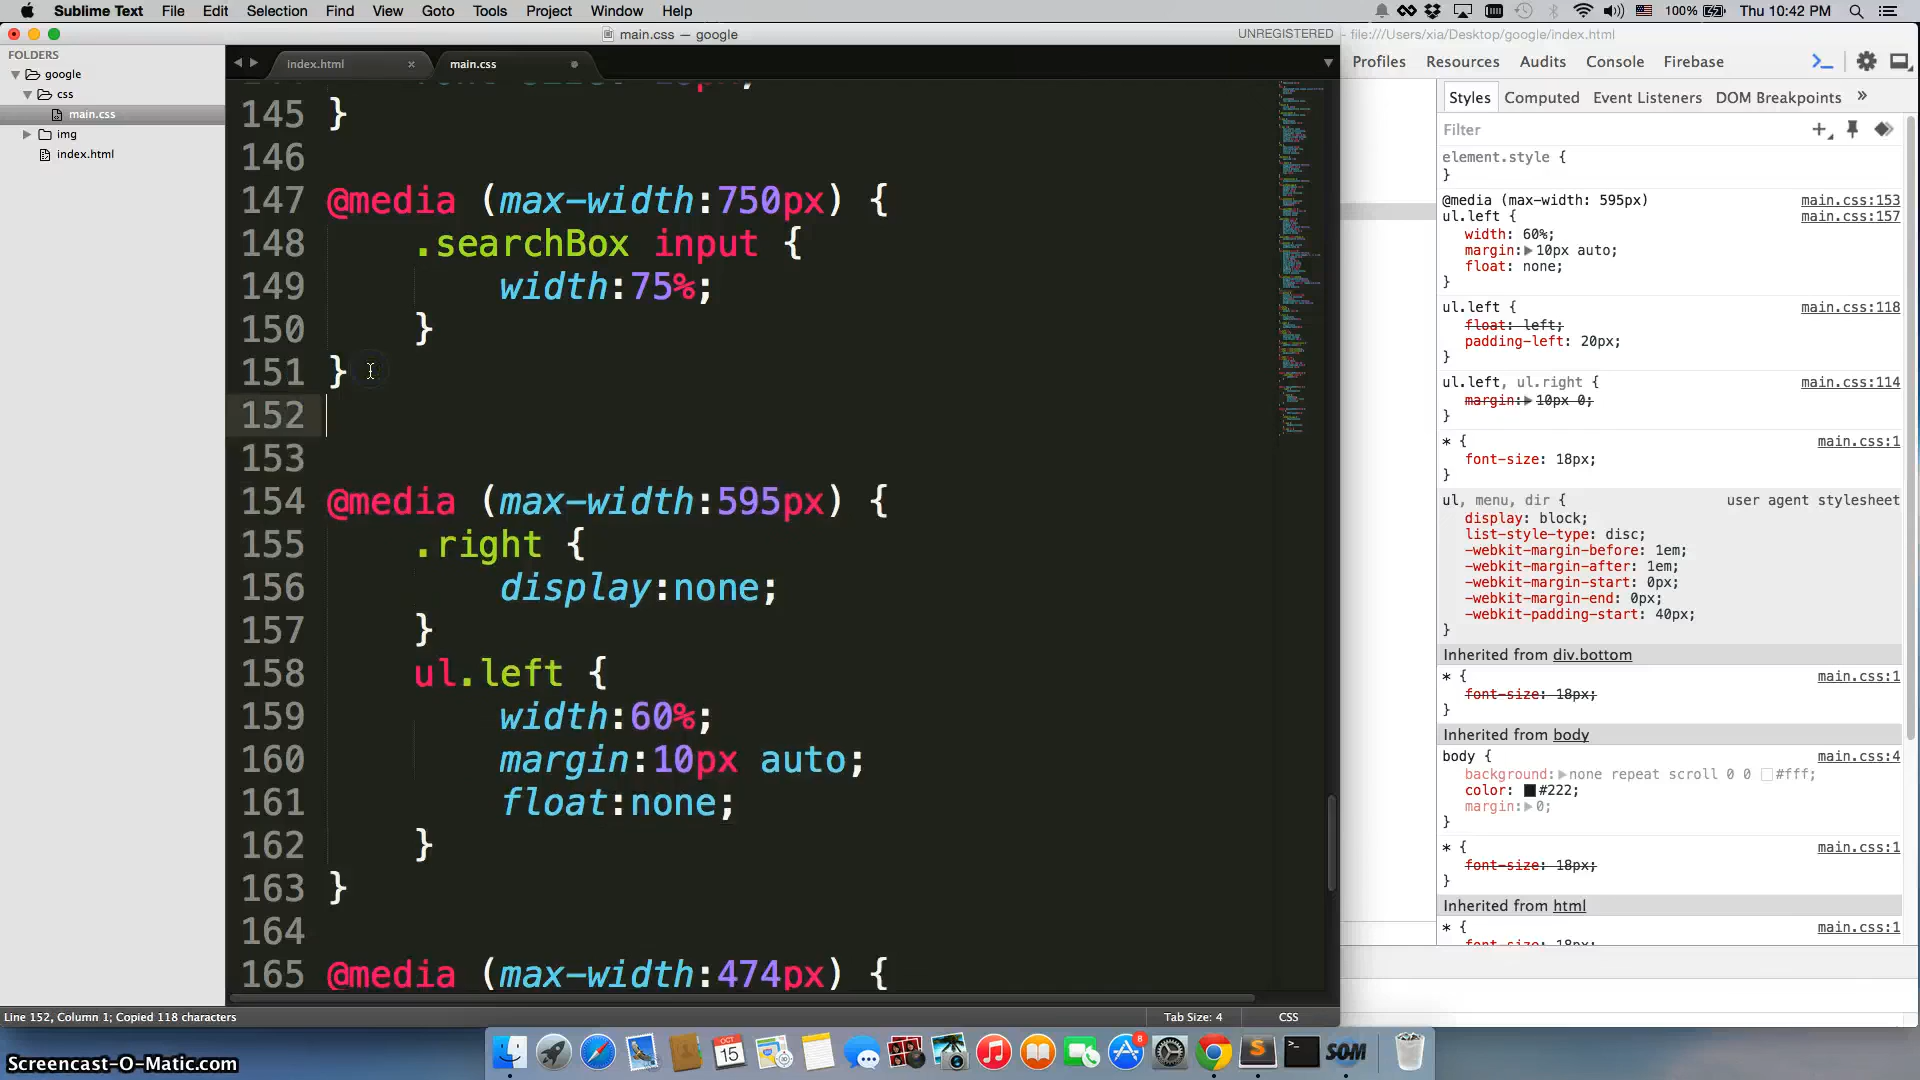 Sublime Text File Edit Selection Find View Goto Tools Project Window Help 100% Thu 10:42 PM
main.css — google UNREGISTERED file:///Users/xia/Desktop/google/index.html
FOLDERS
google
css
main.css
img
index.html
index.html × main.css
145 }
146
147 @media (max-width:750px) {
148 .searchBox input {
149 width:75%;
150 }
151 }
152
153
154 @media (max-width:595px) {
155 .right {
156 display:none;
157 }
158 ul.left {
159 width:60%;
160 margin:10px auto;
161 float:none;
162 }
163 }
164
165 @media (max-width:474px) {
Line 152, Column 1; Copied 118 characters Tab Size: 4 CSS
Profiles Resources Audits Console Firebase
Styles Computed Event Listeners DOM Breakpoints »
Filter
element.style {
}
@media (max-width: 595px) main.css:153
ul.left { main.css:157
width: 60%;
margin: 10px auto;
float: none;
}
ul.left { main.css:118
float: left;
padding-left: 20px;
}
ul.left, ul.right { main.css:114
margin: 10px 0;
}
* { main.css:1
font-size: 18px;
}
ul, menu, dir { user agent stylesheet
display: block;
list-style-type: disc;
-webkit-margin-before: 1em;
-webkit-margin-after: 1em;
-webkit-margin-start: 0px;
-webkit-margin-end: 0px;
-webkit-padding-start: 40px;
}
Inherited from div.bottom
* { main.css:1
font-size: 18px;
}
Inherited from body
body { main.css:4
background: none repeat scroll 0 0 #fff;
color: #222;
margin: 0;
}
* { main.css:1
font-size: 18px;
}
Inherited from html
* { main.css:1
15
8
SOM
Screencast-O-Matic.com